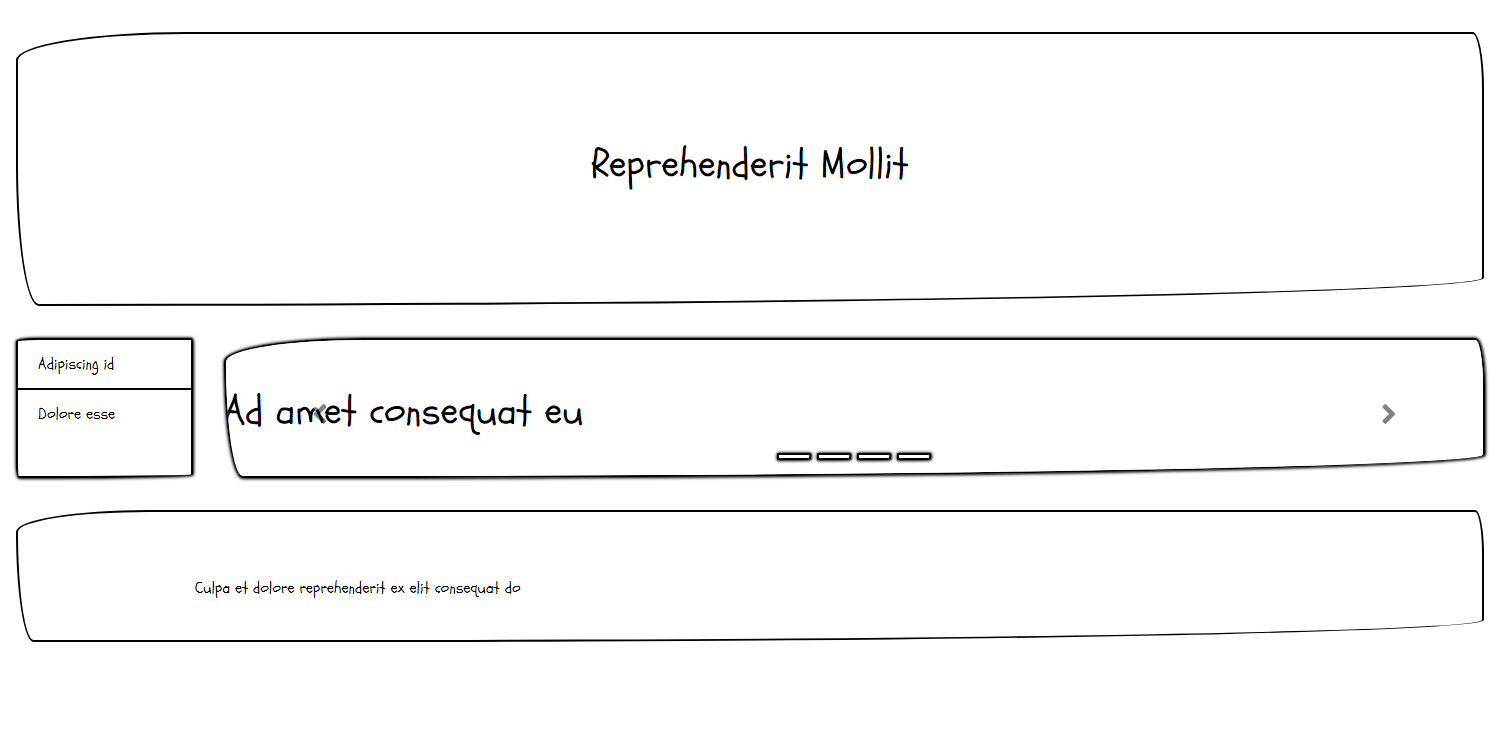 Reprehenderit Mollit
Adipiscing id
Dolore esse
Ad amet consequat eu
Culpa et dolore reprehenderit ex elit consequat do